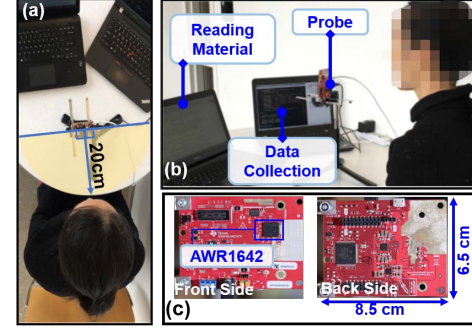 (a)
20cm
Reading
Material
Probe
Data
Collection
(b)
AWR1642
Front Side
Back Side
6.5 cm
8.5 cm
(c)